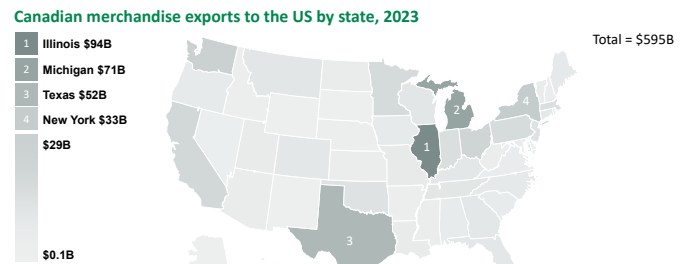 Canadian merchandise exports to the US by state, 2023
Total = $595B
1 Illinois $94B
2 Michigan $71B
3 Texas $52B
4 New York $33B
$29B
$0.1B
1
2
3
4